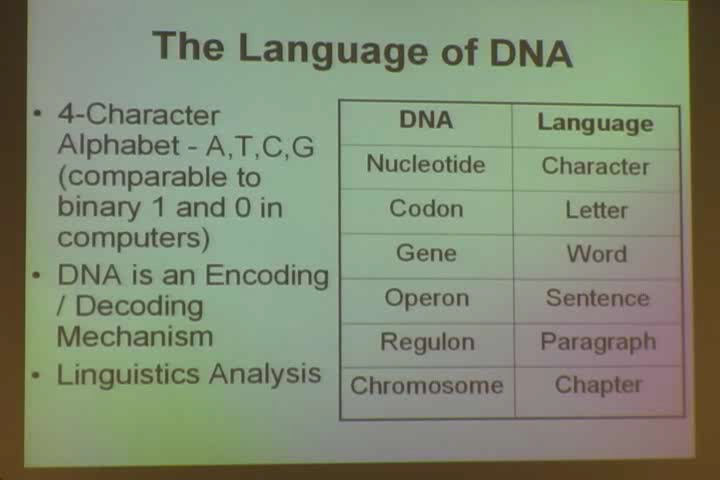 The Language of DNA
• 4-Character
Alphabet - A,T,C,G
(comparable to
binary 1 and 0 in
computers)
• DNA is an Encoding
/ Decoding
Mechanism
• Linguistics Analysis
DNA Language
Nucleotide Character
Codon Letter
Gene Word
Operon Sentence
Regulon Paragraph
Chromosome Chapter